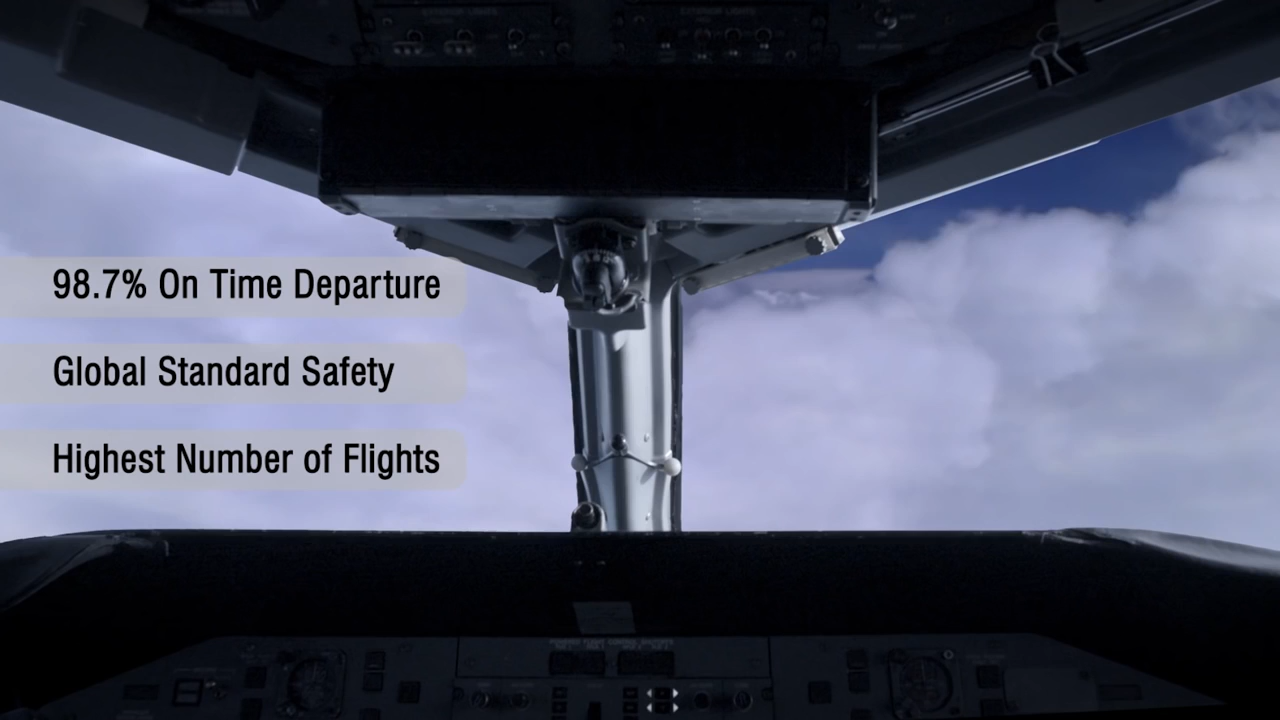 98.7% On Time Departure
Global Standard Safety
Highest Number of Flights